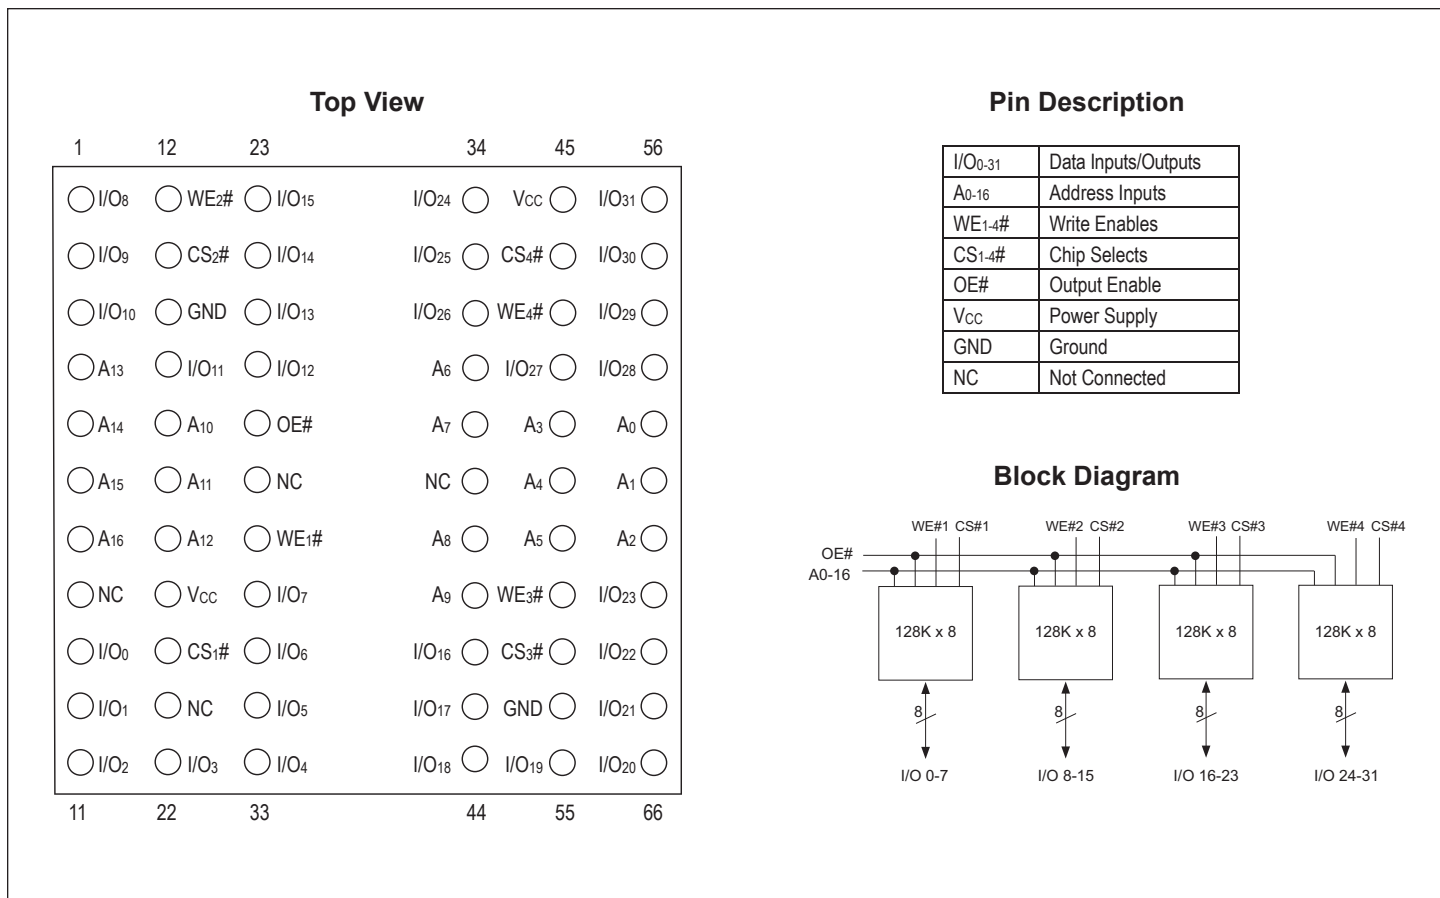 Top View
1 12 23 34 45 56
I/O8 WE2# I/O15 I/O24 VCC I/O31
I/O9 CS2# I/O14 I/O25 CS4# I/O30
I/O10 GND I/O13 I/O26 WE4# I/O29
A13 I/O11 I/O12 A6 I/O27 I/O28
A14 A10 OE# A7 A3 A0
A15 A11 NC NC A4 A1
A16 A12 WE1# A8 A5 A2
NC VCC I/O7 A9 WE3# I/O23
I/O0 CS1# I/O6 I/O16 CS3# I/O22
I/O1 NC I/O5 I/O17 GND I/O21
I/O2 I/O3 I/O4 I/O18 I/O19 I/O20
11 22 33 44 55 66
Pin Description
I/O0-31 Data Inputs/Outputs
A0-16 Address Inputs
WE1-4# Write Enables
CS1-4# Chip Selects
OE# Output Enable
VCC Power Supply
GND Ground
NC Not Connected
Block Diagram
WE#1 CS#1 WE#2 CS#2 WE#3 CS#3 WE#4 CS#4
OE#
A0-16
128K x 8 128K x 8 128K x 8 128K x 8
8 8 8 8
I/O 0-7 I/O 8-15 I/O 16-23 I/O 24-31